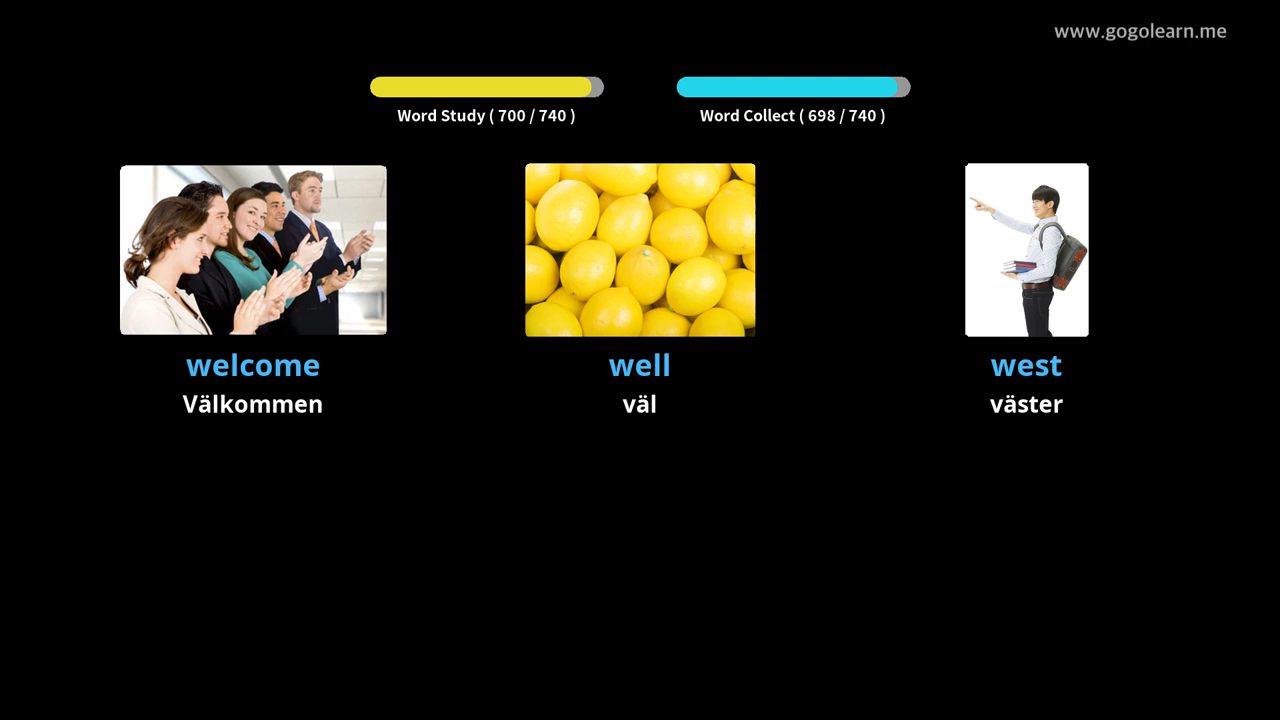 www.gogolearn.me
Word Study ( 700 / 740 )
Word Collect ( 698 / 740 )
welcome
Välkommen
well
väl
west
väster